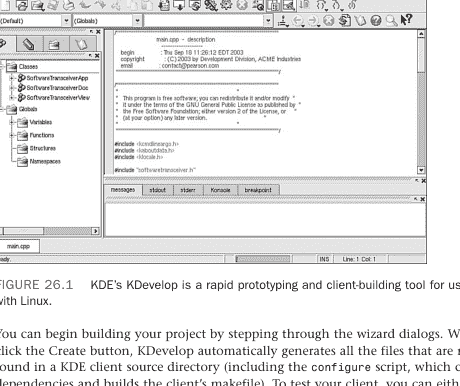 (Default)
(Globals)
main.cpp - description
begin : Thu Sep 18 11:26:12 EDT 2003
copyright : (C) 2003 by Development Division, ACME Industries
email : contact@pearson.com
This program is free software; you can redistribute it and/or modify *
it under the terms of the GNU General Public License as published by *
the Free Software Foundation; either version 2 of the License, or *
(at your option) any later version. *
#include <kcmdlineargs.h>
#include <kaboutdata.h>
#include <klocale.h>
#include "softwaretransceiver.h"
Classes
SoftwareTransceiverApp
SoftwareTransceiverDoc
SoftwareTransceiverView
Globals
Variables
Functions
Structures
Namespaces
messages stdout stderr Konsole breakpoint
main.cpp
INS Line: 1 Col: 1
FIGURE 26.1 KDE's KDevelop is a rapid prototyping and client-building tool for us
with Linux.
You can begin building your project by stepping through the wizard dialogs. W
click the Create button, KDevelop automatically generates all the files that are n
found in a KDE client source directory (including the configure script, which c
dependencies and builds the client's makefile). To test your client, you can eith